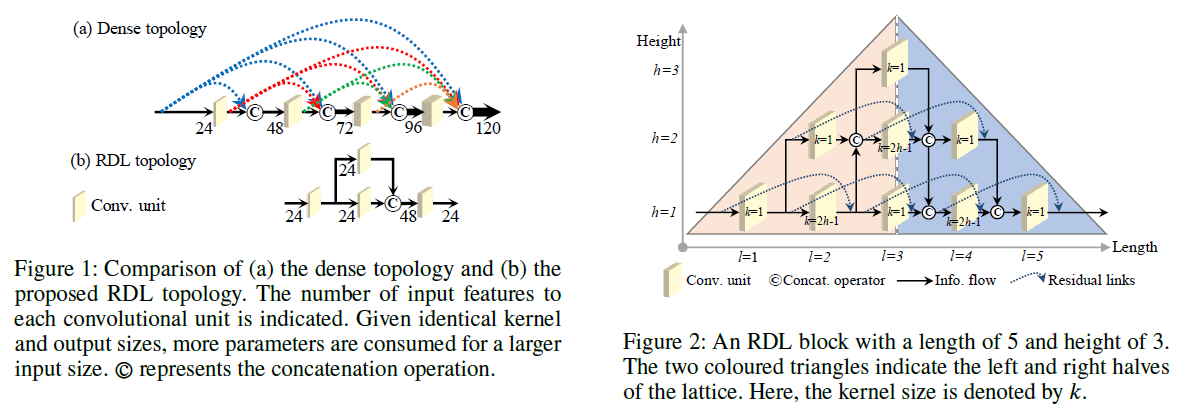 (a) Dense topology
24
48
72
96
120
(b) RDL topology
Conv. unit
24
24
24
48
24
Figure 1: Comparison of (a) the dense topology and (b) the
proposed RDL topology. The number of input features to
each convolutional unit is indicated. Given identical kernel
and output sizes, more parameters are consumed for a larger
input size. © represents the concatenation operation.
Height
h=3
k=1
h=2
k=1
C
k=2h-1
C
k=1
h=1
k=1
k=2h-1
k=1
C
k=2h-1
C
k=1
l=1
l=2
l=3
l=4
l=5
Length
Conv. unit
©Concat. operator
Info. flow
Residual links
Figure 2: An RDL block with a length of 5 and height of 3.
The two coloured triangles indicate the left and right halves
of the lattice. Here, the kernel size is denoted by k.